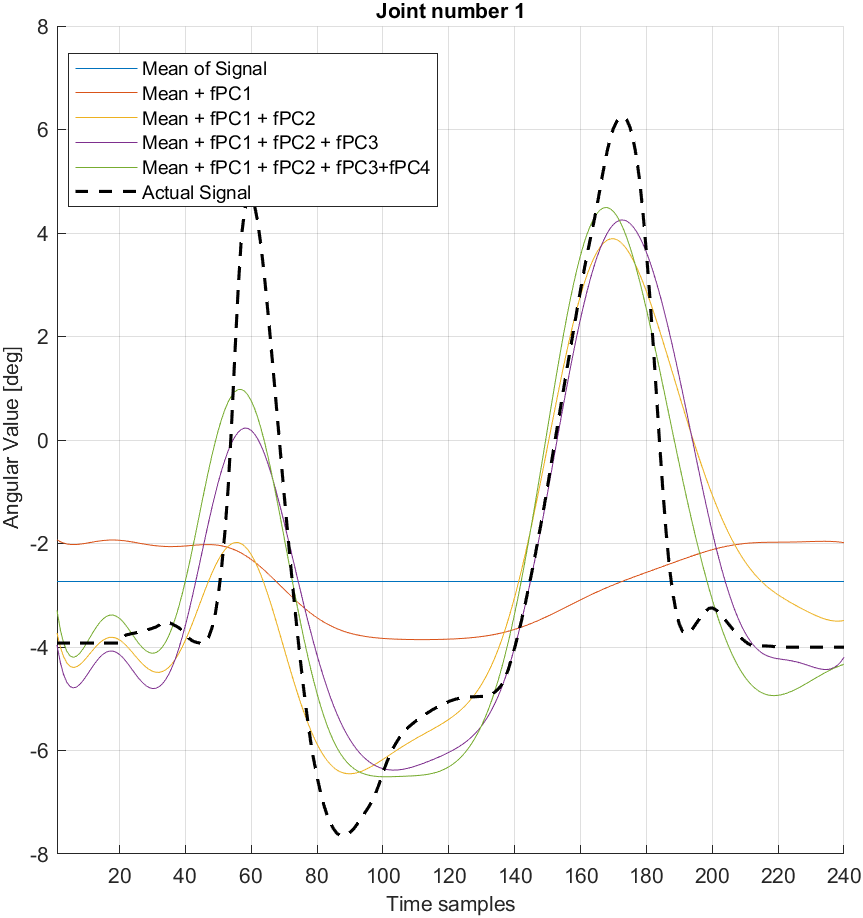 Joint number 1
8
6
4
2
0
-2
-4
-6
-8
Angular Value [deg]
Mean of Signal
Mean + fPC1
Mean + fPC1 + fPC2
Mean + fPC1 + fPC2 + fPC3
Mean + fPC1 + fPC2 + fPC3+fPC4
Actual Signal
20 40 60 80 100 120 140 160 180 200 220 240
Time samples